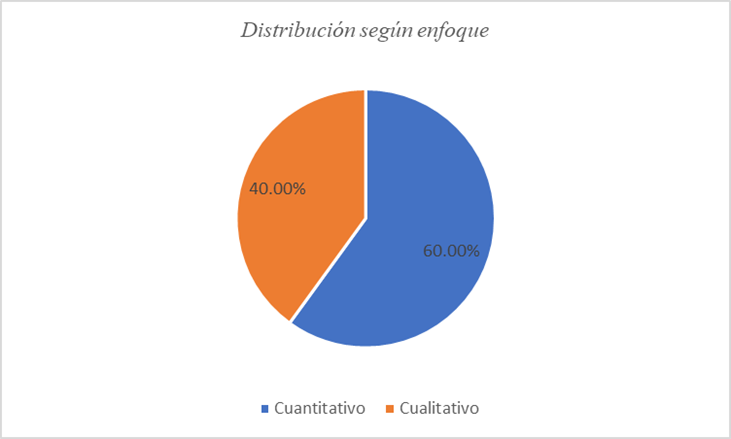 Distribución según enfoque
40.00%
60.00%
Cuantitativo Cualitativo